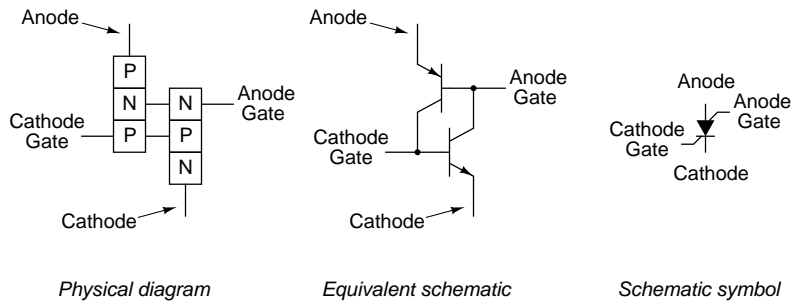 Anode
P
N
N
Anode
Gate
Cathode
Gate
P
P
N
Cathode
Physical diagram
Anode
Anode
Gate
Cathode
Gate
Cathode
Equivalent schematic
Anode
Anode
Gate
Cathode
Gate
Cathode
Schematic symbol